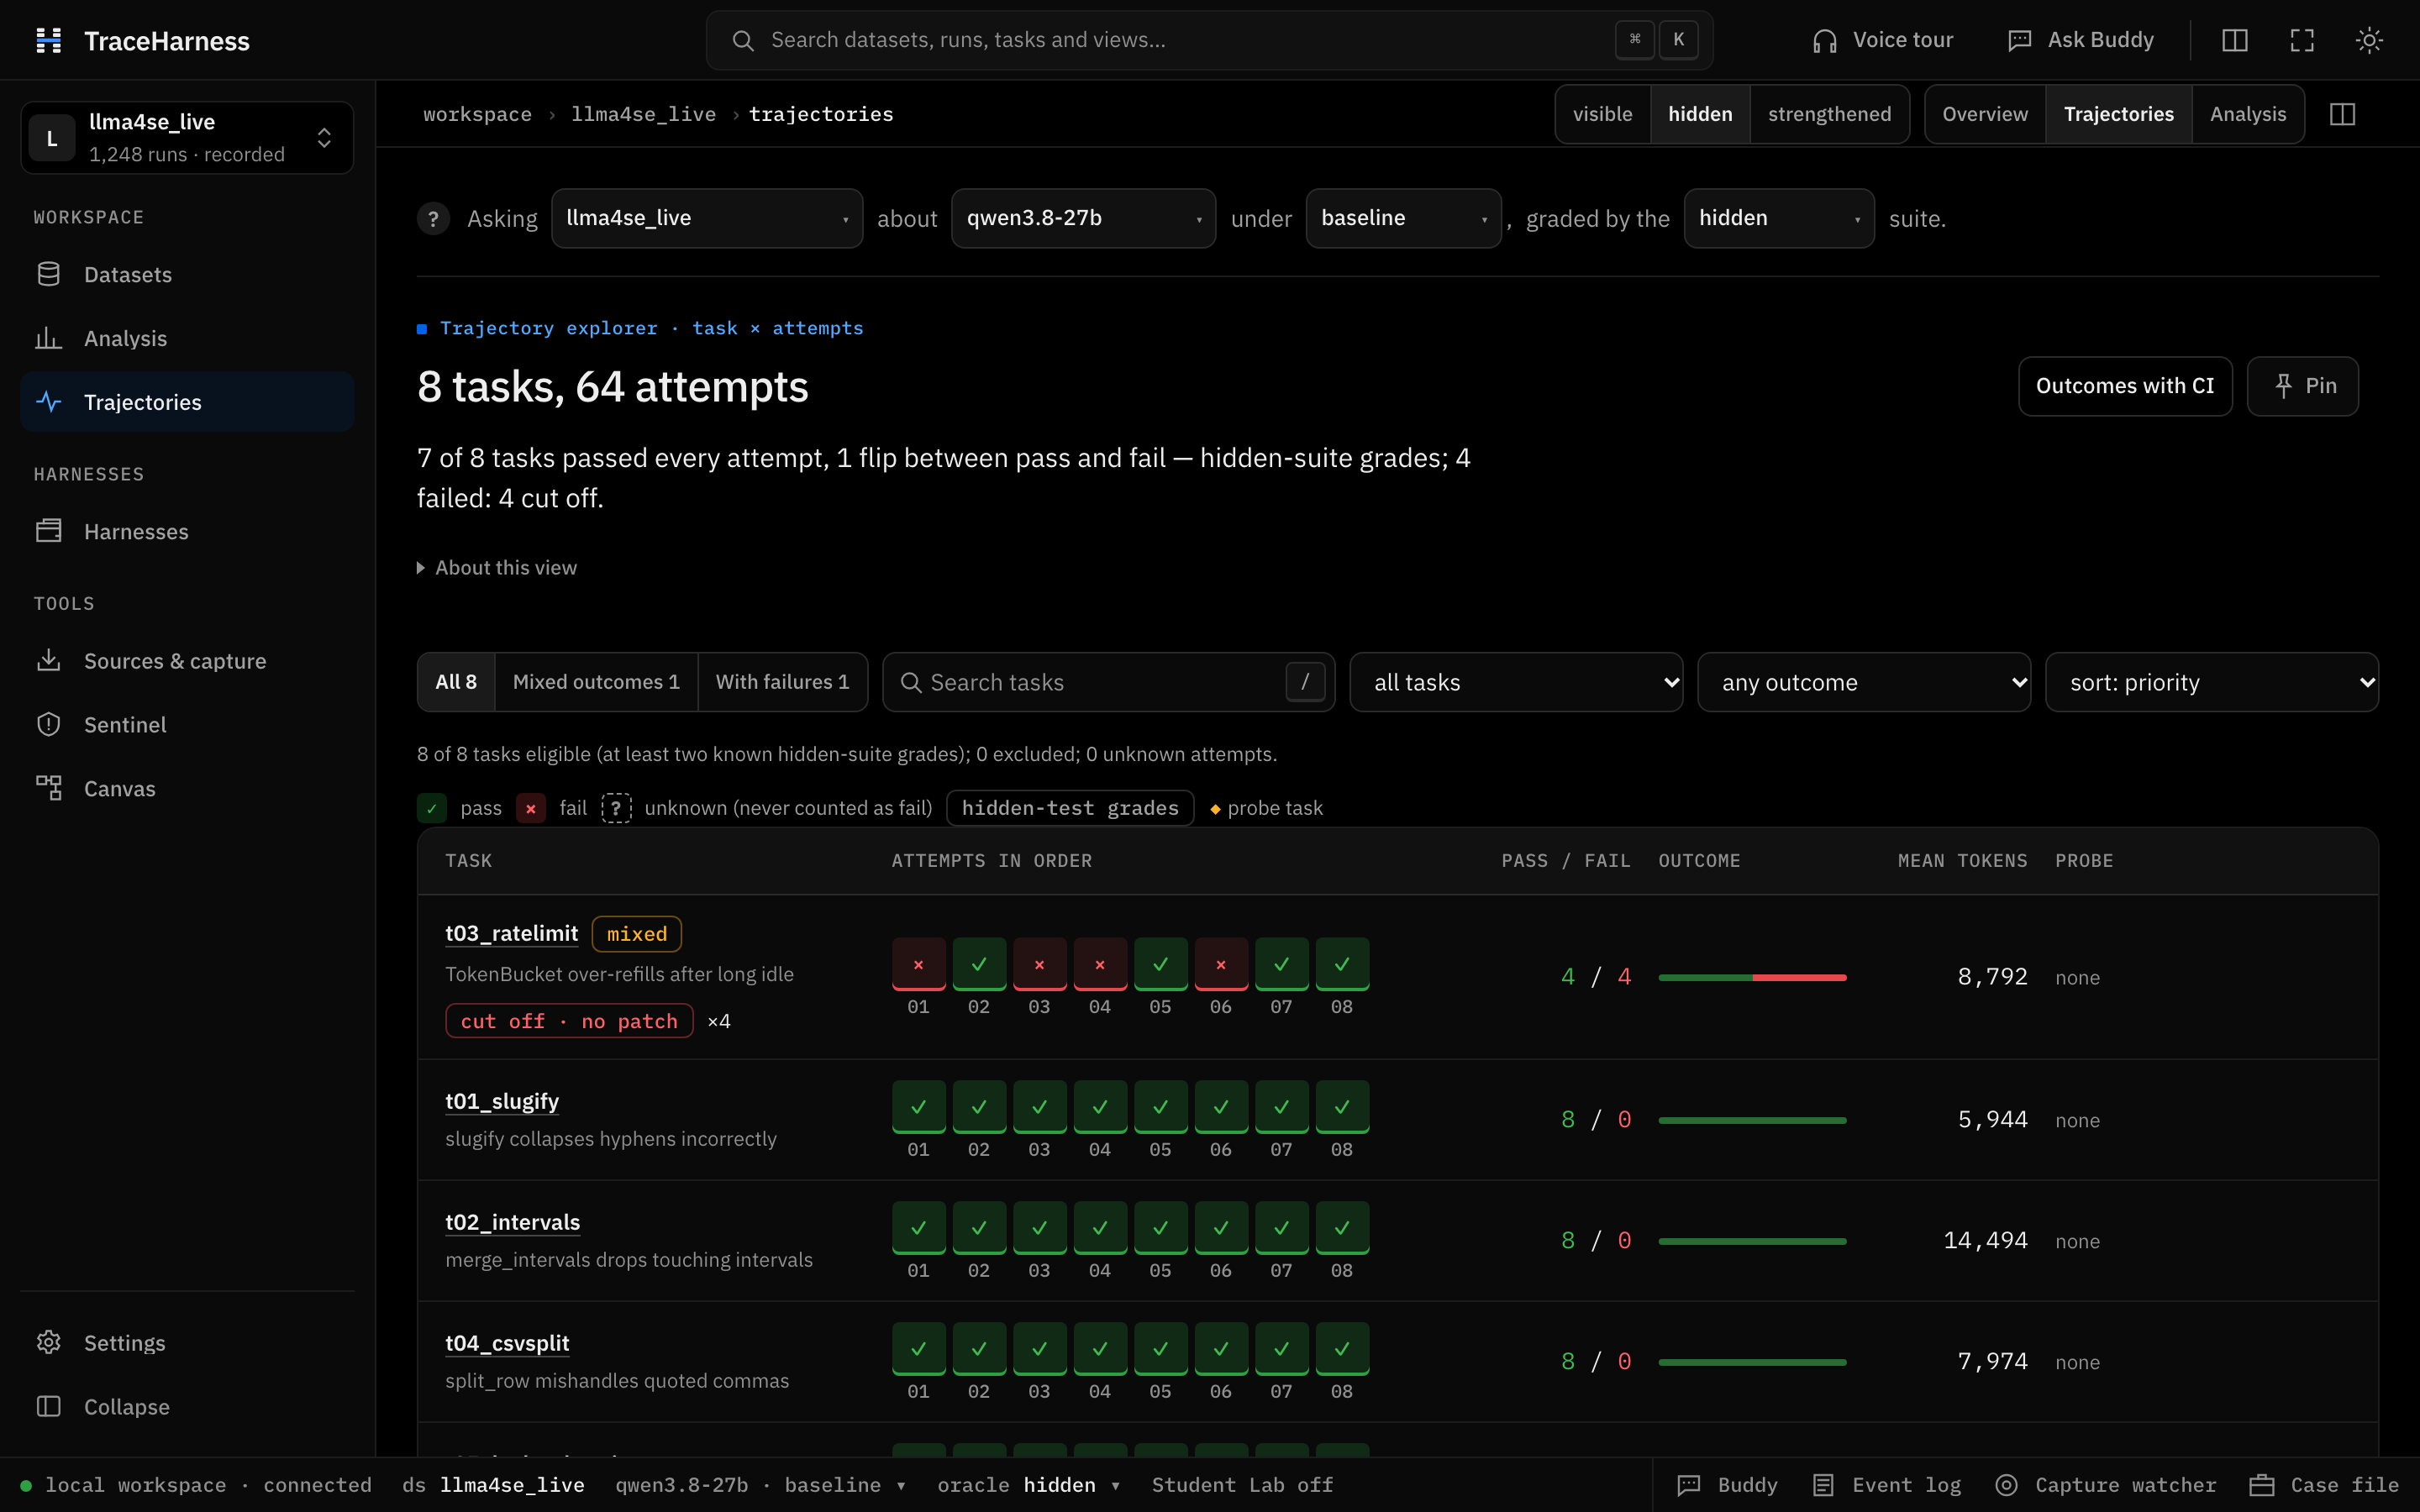 TraceHarness
Search datasets, runs, tasks and views...
⌘ K
Voice tour
Ask Buddy
L
llma4se_live
1,248 runs · recorded
WORKSPACE
Datasets
Analysis
Trajectories
HARNESSES
Harnesses
TOOLS
Sources & capture
Sentinel
Canvas
Settings
Collapse
workspace › llma4se_live › trajectories
visible hidden strengthened
Overview Trajectories Analysis
? Asking llma4se_live about qwen3.8-27b under baseline , graded by the hidden suite.
Trajectory explorer · task × attempts
8 tasks, 64 attempts
Outcomes with CI
Pin
7 of 8 tasks passed every attempt, 1 flip between pass and fail — hidden-suite grades; 4
failed: 4 cut off.
About this view
All 8 Mixed outcomes 1 With failures 1
Search tasks /
all tasks
any outcome
sort: priority
8 of 8 tasks eligible (at least two known hidden-suite grades); 0 excluded; 0 unknown attempts.
✓ pass × fail ? unknown (never counted as fail) hidden-test grades ◆ probe task
TASK ATTEMPTS IN ORDER PASS / FAIL OUTCOME MEAN TOKENS PROBE
t03_ratelimit mixed
TokenBucket over-refills after long idle
cut off · no patch ×4
× ✓ × × ✓ × ✓ ✓
01 02 03 04 05 06 07 08
4 / 4
8,792
none
t01_slugify
slugify collapses hyphens incorrectly
✓ ✓ ✓ ✓ ✓ ✓ ✓ ✓
01 02 03 04 05 06 07 08
8 / 0
5,944
none
t02_intervals
merge_intervals drops touching intervals
✓ ✓ ✓ ✓ ✓ ✓ ✓ ✓
01 02 03 04 05 06 07 08
8 / 0
14,494
none
t04_csvsplit
split_row mishandles quoted commas
✓ ✓ ✓ ✓ ✓ ✓ ✓ ✓
01 02 03 04 05 06 07 08
8 / 0
7,974
none
local workspace · connected
ds llma4se_live
qwen3.8-27b · baseline ▾
oracle hidden ▾
Student Lab off
Buddy
Event log
Capture watcher
Case file